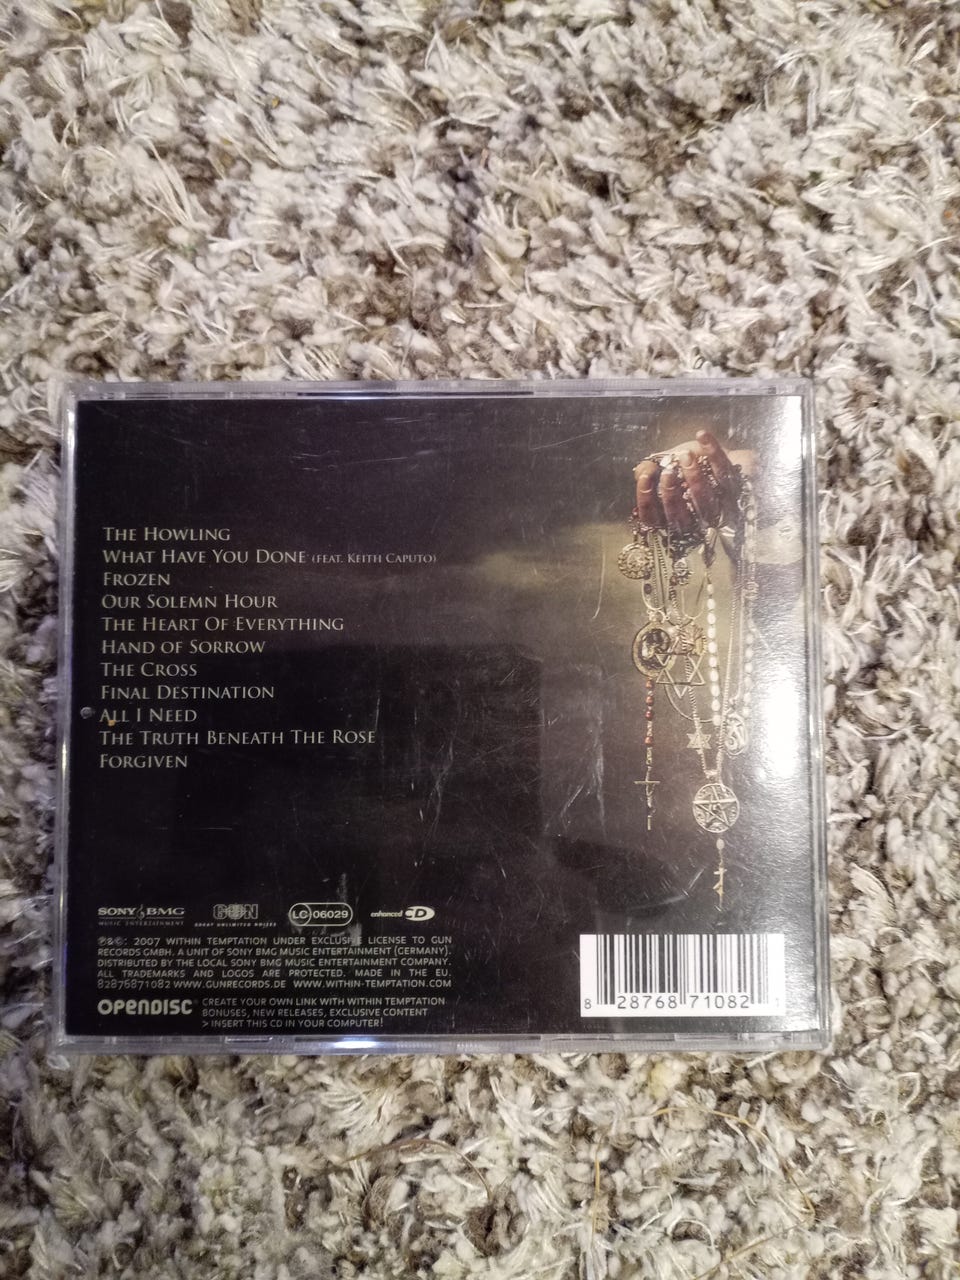 THE HOWLING
WHAT HAVE YOU DONE (FEAT. KEITH CAPUTO)
FROZEN
OUR SOLEMN HOUR
THE HEART OF EVERYTHING
HAND OF SORROW
THE CROSS
FINAL DESTINATION
ALL I NEED
THE TRUTH BENEATH THE ROSE
FORGIVEN
SONY BMG
MUSIC ENTERTAINMENT
GUN
GREAT UNLIMITED NOISES
LC 06029
enhanced CD
℗&©: 2007 WITHIN TEMPTATION UNDER EXCLUSIVE LICENSE TO GUN
RECORDS GMBH. A UNIT OF SONY BMG MUSIC ENTERTAINMENT (GERMANY).
DISTRIBUTED BY THE LOCAL SONY BMG MUSIC ENTERTAINMENT COMPANY.
ALL TRADEMARKS AND LOGOS ARE PROTECTED. MADE IN THE EU.
82876871082 WWW.GUNRECORDS.DE WWW.WITHIN-TEMPTATION.COM
OPENDISC
CREATE YOUR OWN LINK WITH WITHIN TEMPTATION
BONUSES, NEW RELEASES, EXCLUSIVE CONTENT
> INSERT THIS CD IN YOUR COMPUTER!
8 28768 71082 1